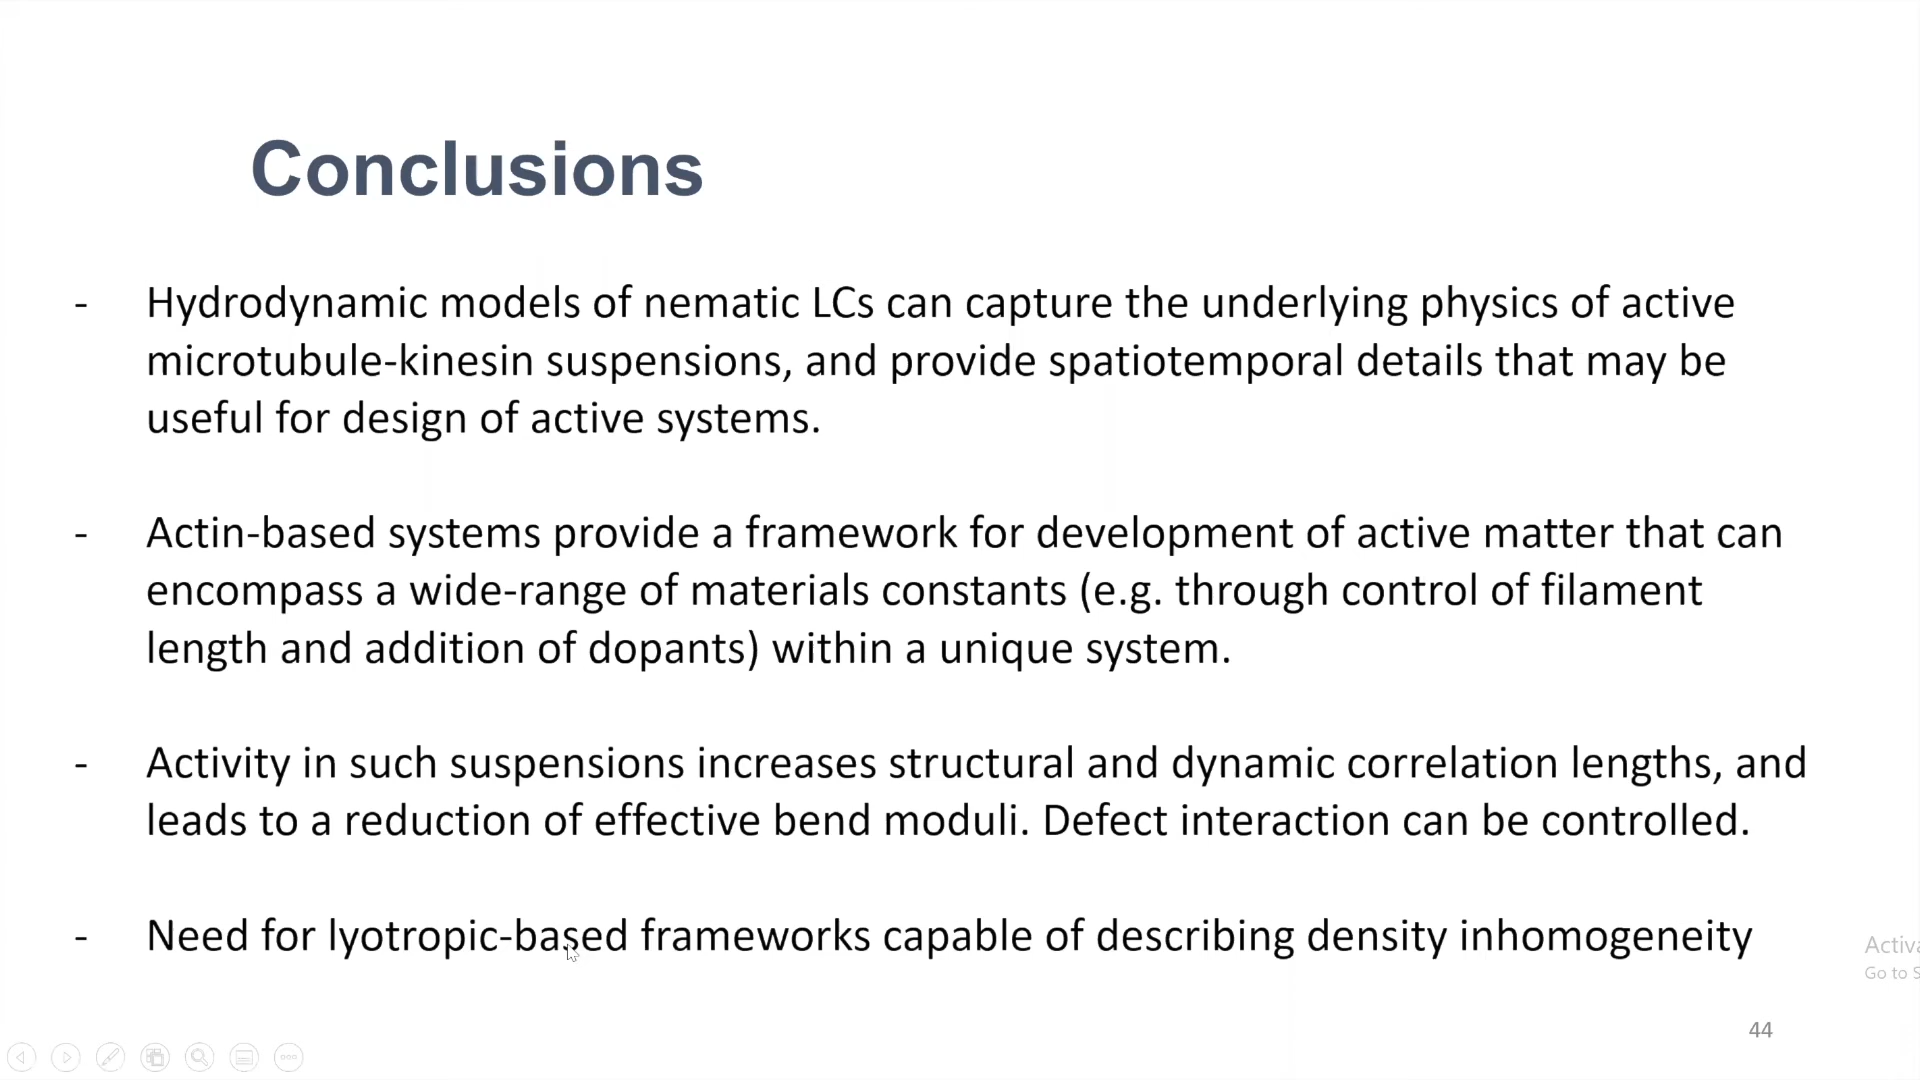 Conclusions
- Hydrodynamic models of nematic LCs can capture the underlying physics of active
microtubule-kinesin suspensions, and provide spatiotemporal details that may be
useful for design of active systems.
- Actin-based systems provide a framework for development of active matter that can
encompass a wide-range of materials constants (e.g. through control of filament
length and addition of dopants) within a unique system.
- Activity in such suspensions increases structural and dynamic correlation lengths, and
leads to a reduction of effective bend moduli. Defect interaction can be controlled.
- Need for lyotropic-based frameworks capable of describing density inhomogeneity
Activa
Go to S
44